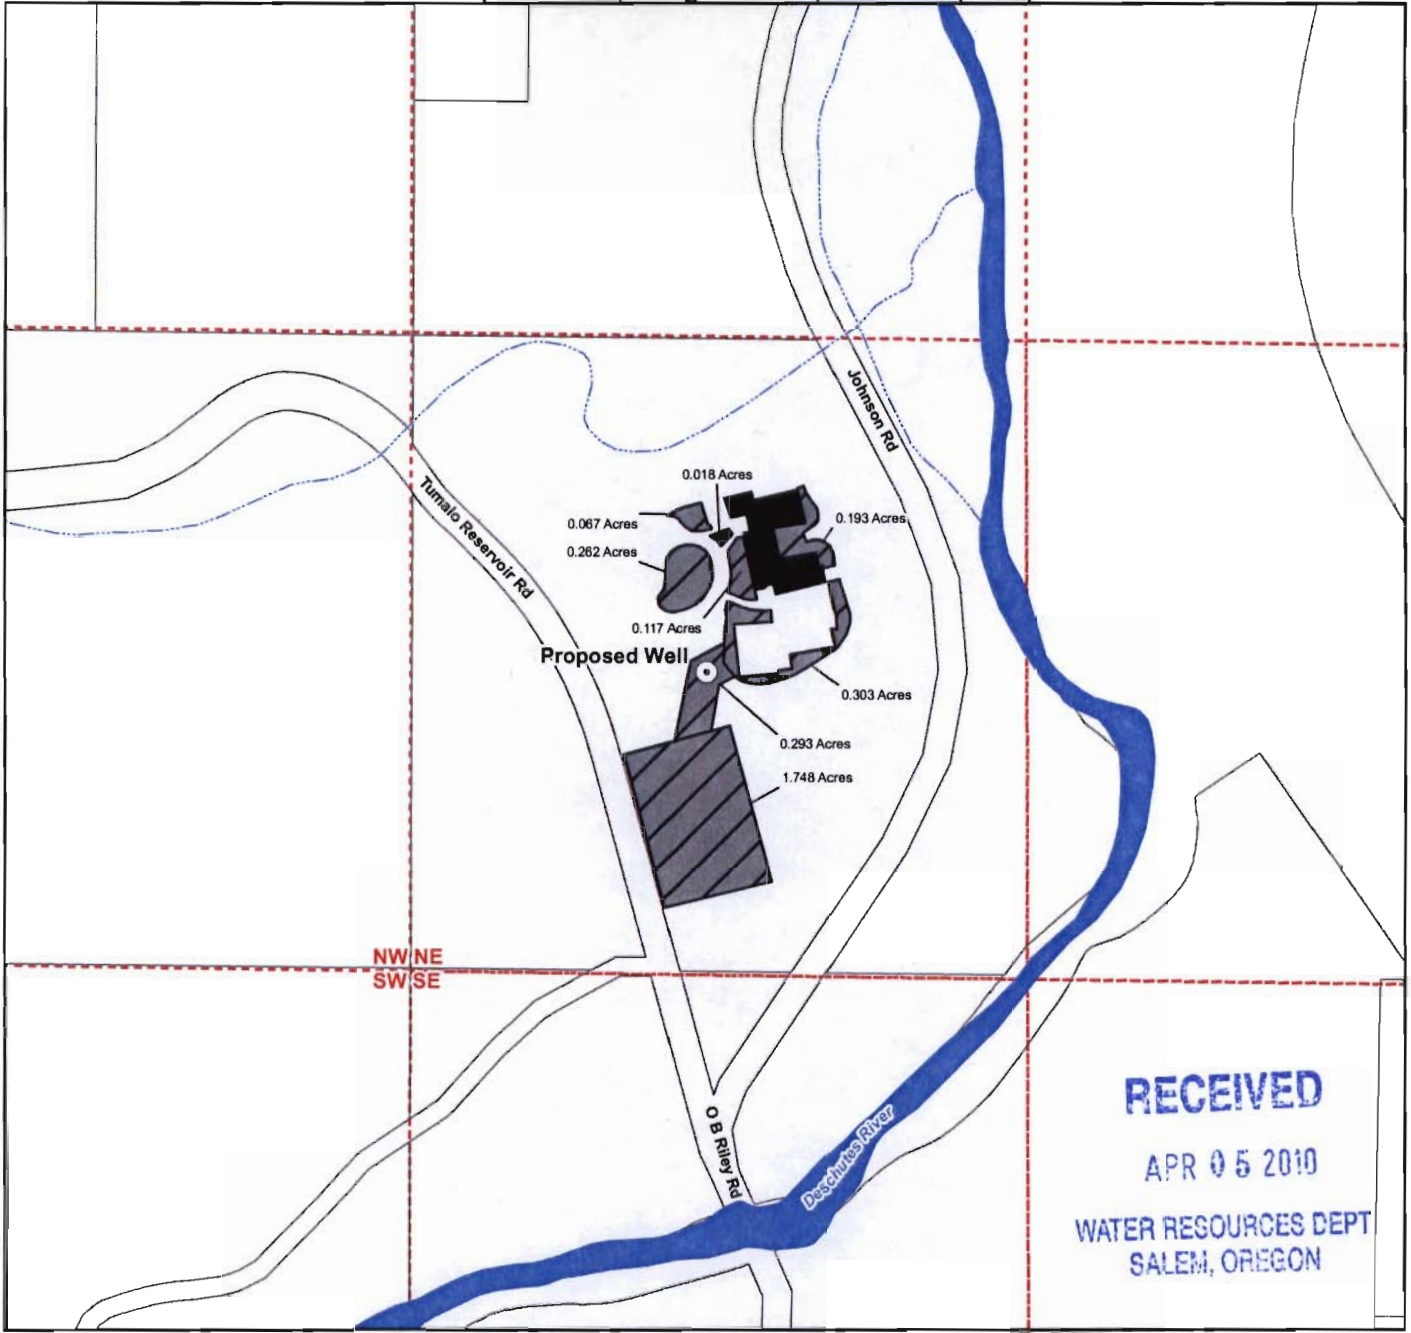 Johnson Rd
0.018 Acres
Tumalo Reservoir Rd
0.067 Acres
0.193 Acres
0.262 Acres
0.117 Acres
Proposed Well
0.303 Acres
0.293 Acres
1.748 Acres
NW NE
SW SE
O B Riley Rd
Deschutes River
RECEIVED
APR 05 2010
WATER RESOURCES DEPT
SALEM, OREGON